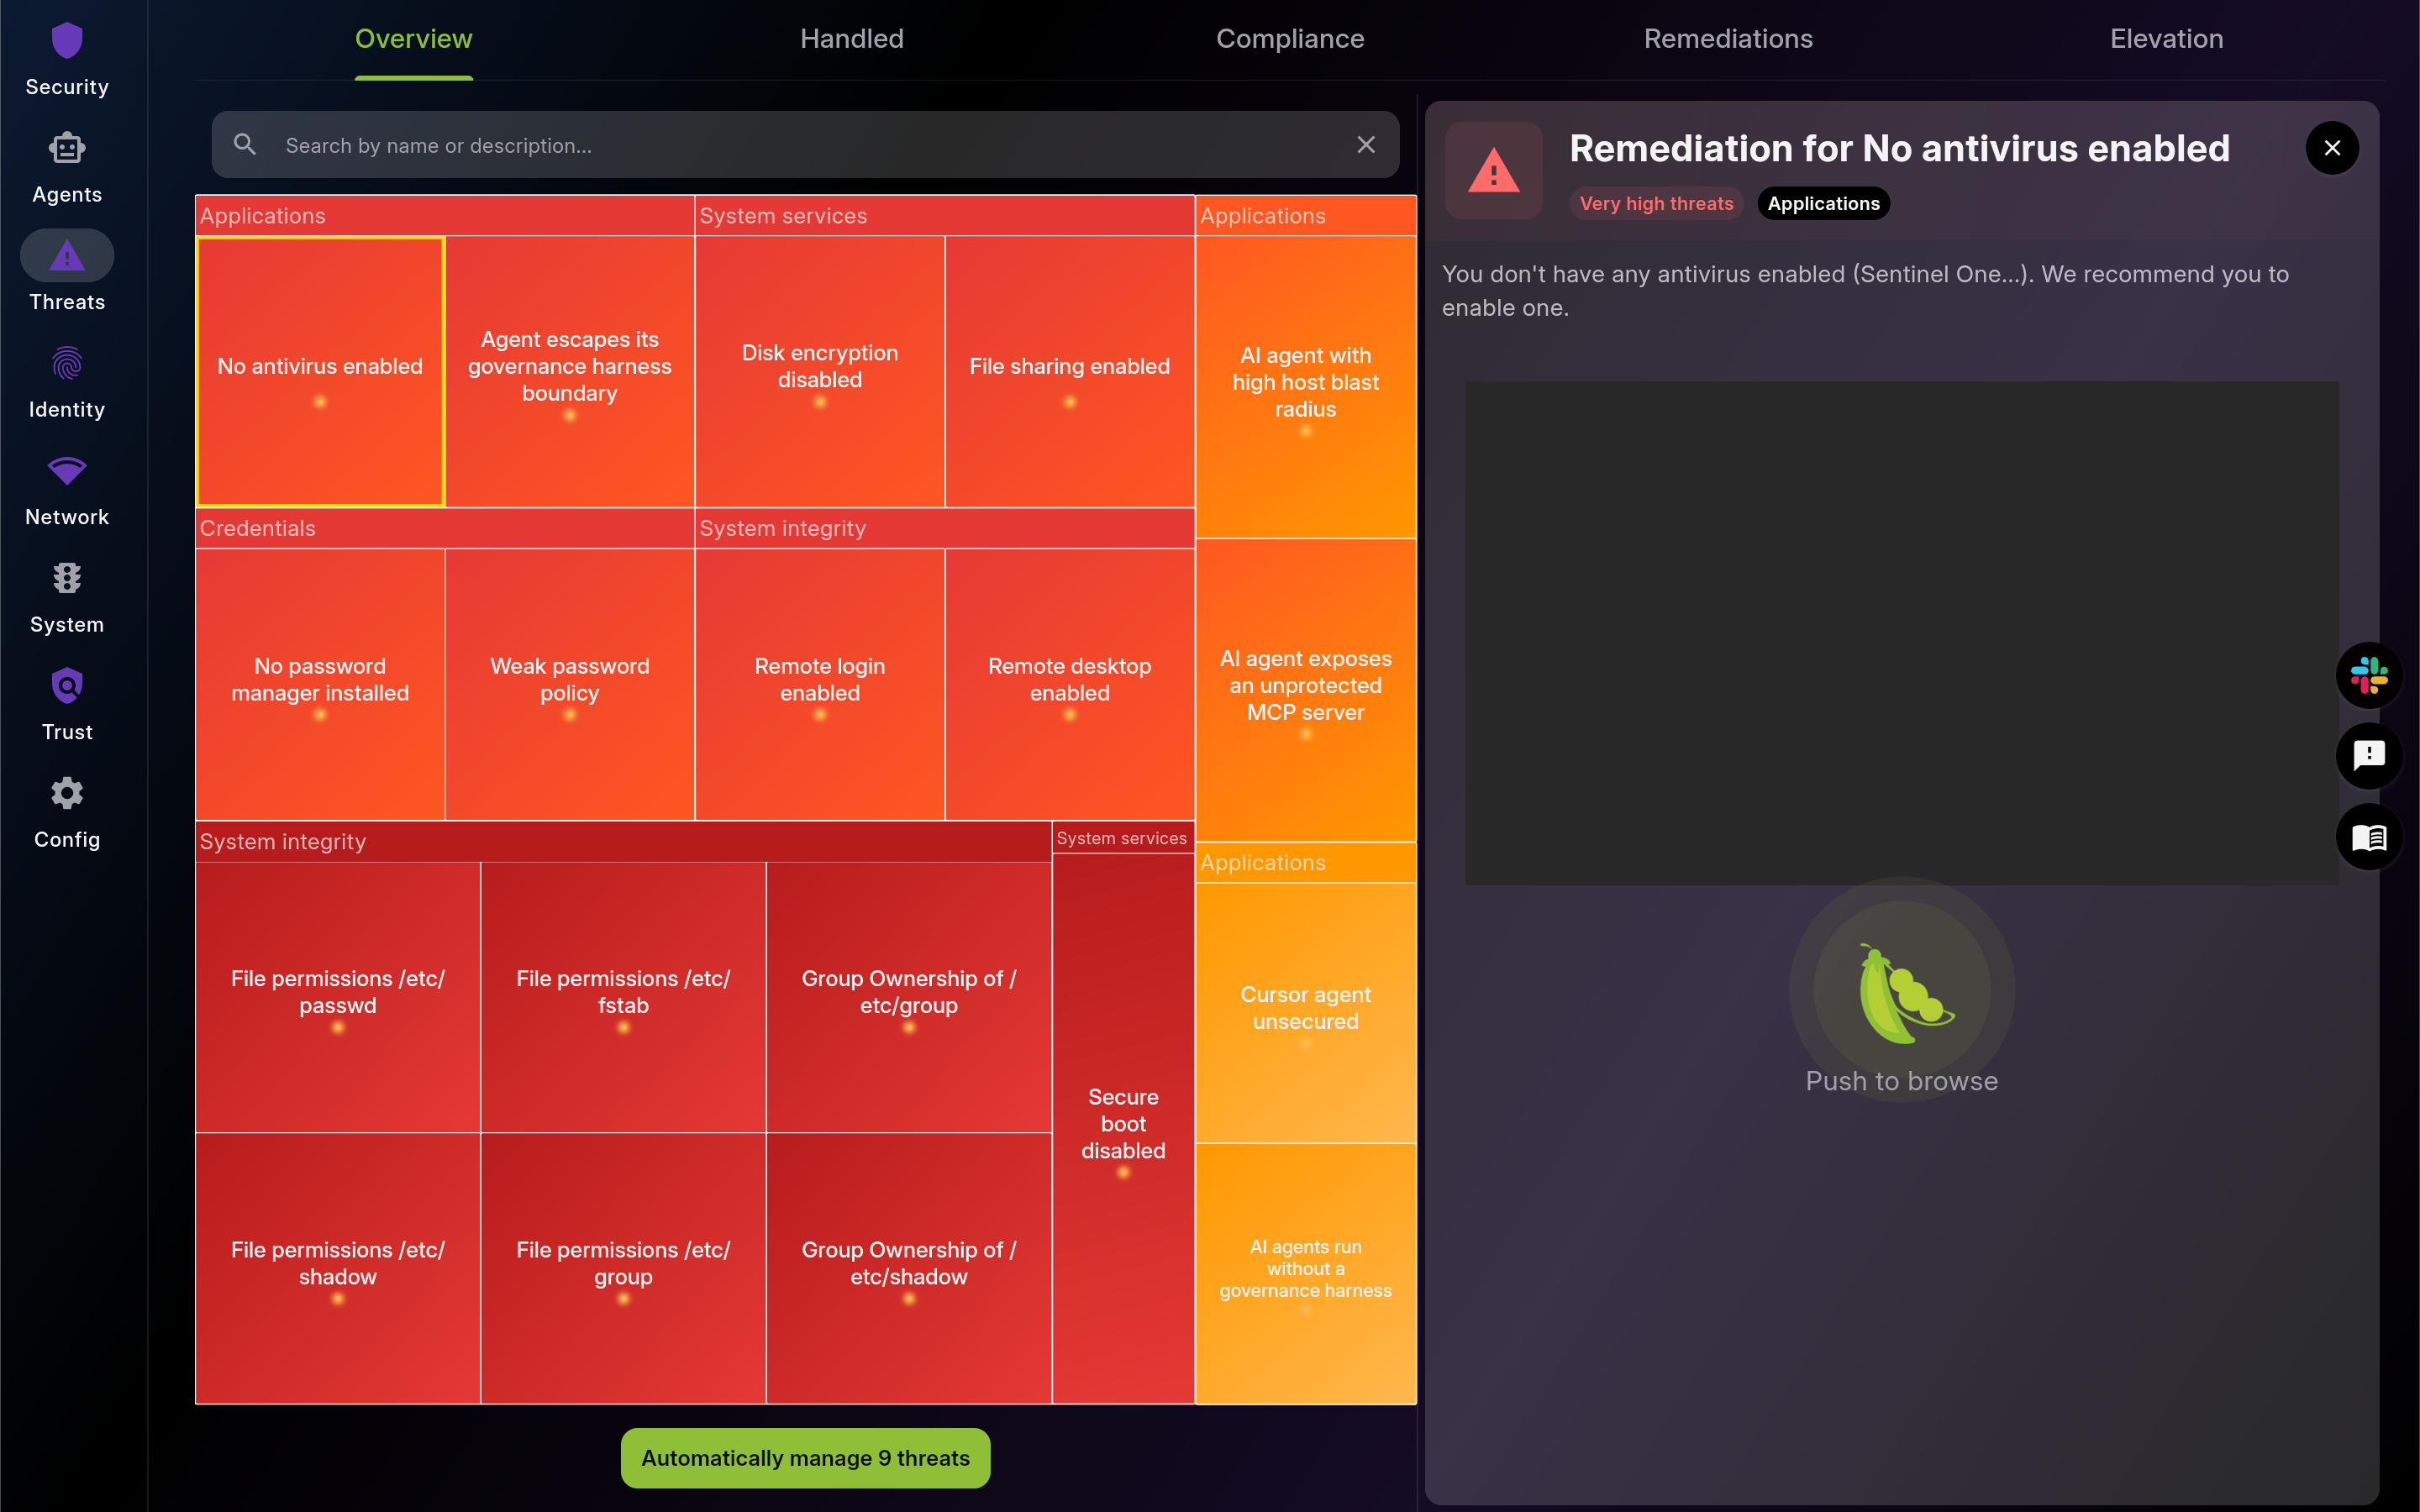 Security
Agents
Threats
Identity
Network
System
Trust
Config
Overview
Handled
Compliance
Remediations
Elevation
Search by name or description...
Applications
No antivirus enabled
Agent escapes its
governance harness
boundary
System services
Disk encryption
disabled
File sharing enabled
Applications
AI agent with
high host blast
radius
AI agent exposes
an unprotected
MCP server
Credentials
No password
manager installed
Weak password
policy
System integrity
Remote login
enabled
Remote desktop
enabled
System integrity
File permissions /etc/
passwd
File permissions /etc/
fstab
Group Ownership of /
etc/group
File permissions /etc/
shadow
File permissions /etc/
group
Group Ownership of /
etc/shadow
System services
Secure
boot
disabled
Applications
Cursor agent
unsecured
AI agents run
without a
governance harness
Automatically manage 9 threats
Remediation for No antivirus enabled
Very high threats
Applications
You don't have any antivirus enabled (Sentinel One...). We recommend you to
enable one.
Push to browse